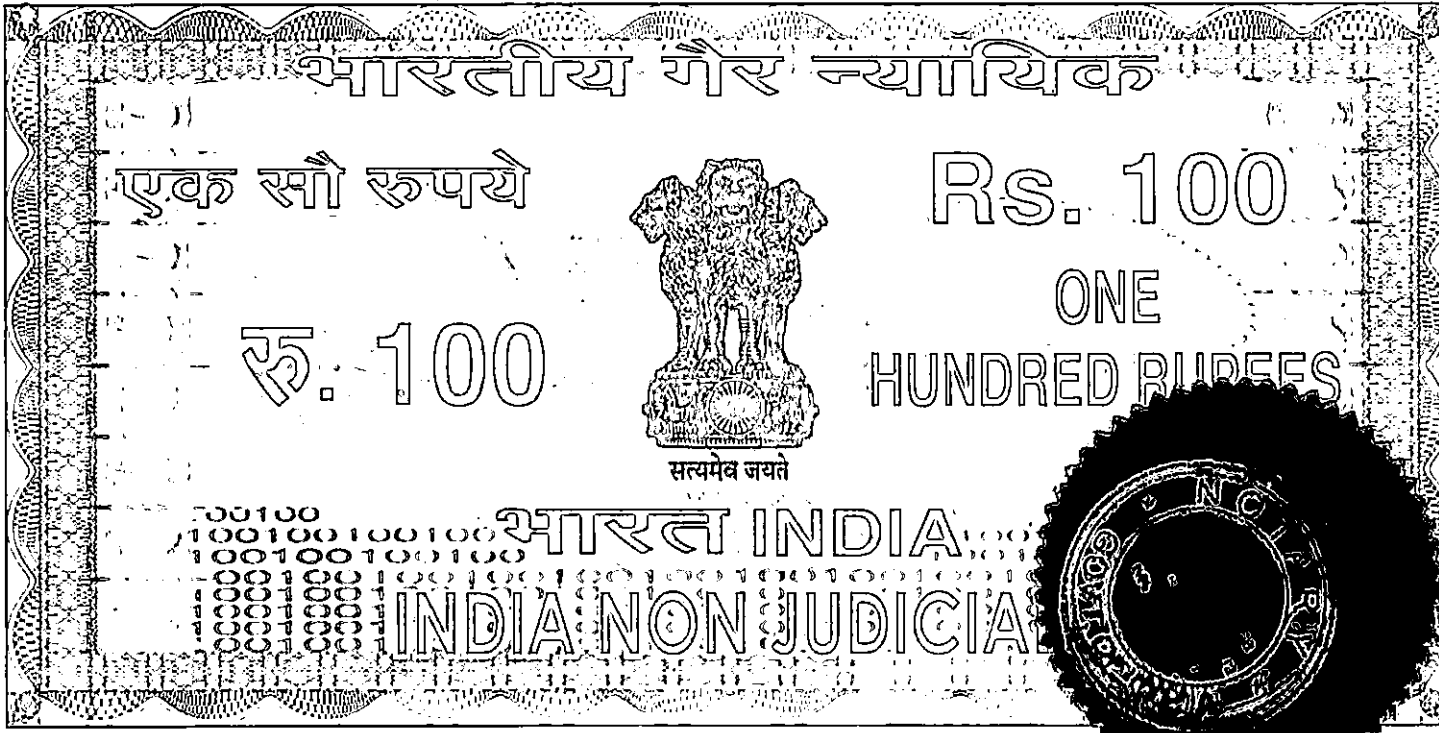 भारतीय गैर न्यायिक
एक सौ रुपये
Rs. 100
रु. 100
ONE
HUNDRED RUPEES
सत्यमेव जयते
भारत INDIA
INDIA NON JUDICIAL